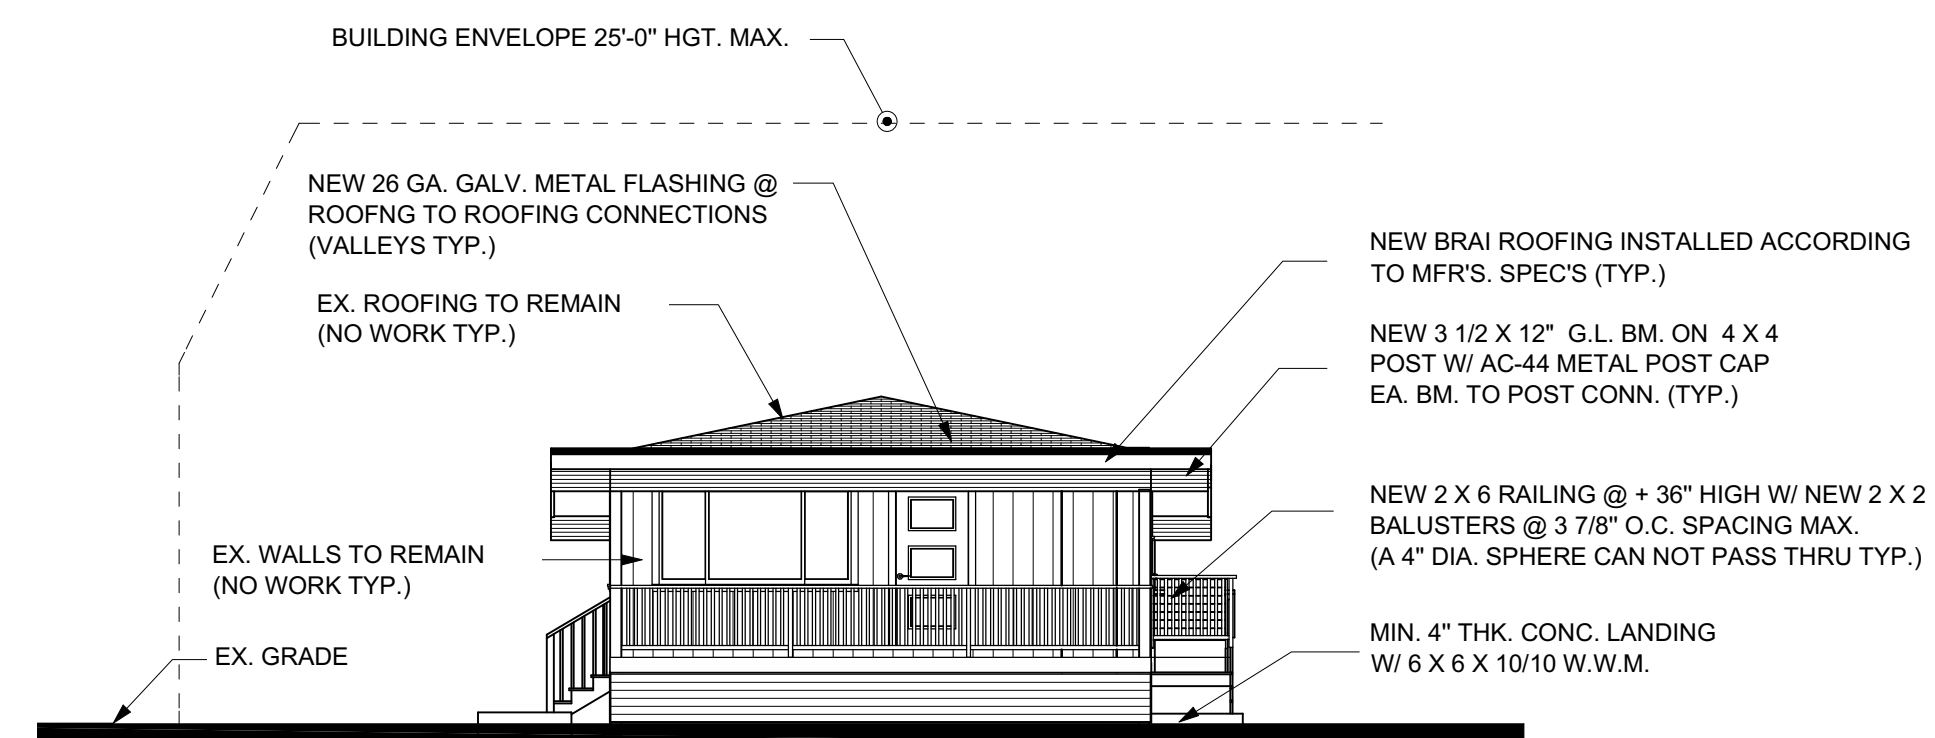 BUILDING ENVELOPE 25'-0" HGT. MAX.
NEW 26 GA. GALV. METAL FLASHING @
ROOFNG TO ROOFING CONNECTIONS
(VALLEYS TYP.)
EX. ROOFING TO REMAIN
(NO WORK TYP.)
EX. WALLS TO REMAIN
(NO WORK TYP.)
EX. GRADE
NEW BRAI ROOFING INSTALLED ACCORDING
TO MFR'S. SPEC'S (TYP.)
NEW 3 1/2 X 12" G.L. BM. ON 4 X 4
POST W/ AC-44 METAL POST CAP
EA. BM. TO POST CONN. (TYP.)
NEW 2 X 6 RAILING @ + 36" HIGH W/ NEW 2 X 2
BALUSTERS @ 3 7/8" O.C. SPACING MAX.
(A 4" DIA. SPHERE CAN NOT PASS THRU TYP.)
MIN. 4" THK. CONC. LANDING
W/ 6 X 6 X 10/10 W.W.M.